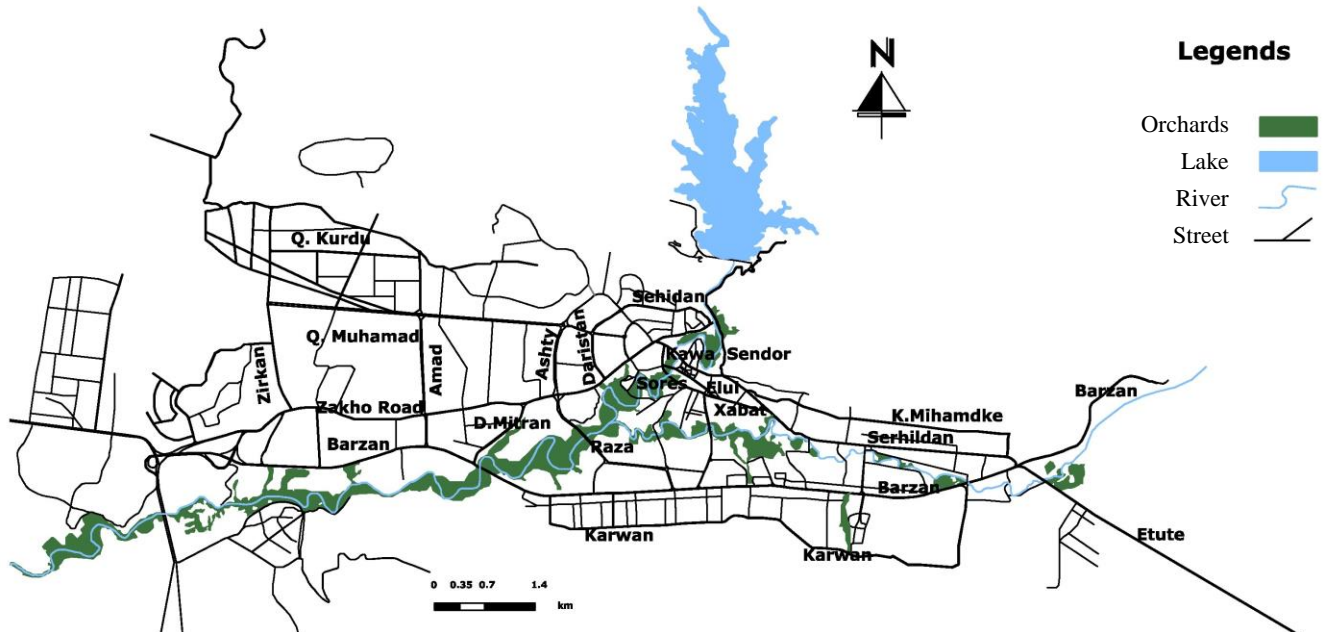 N
Legends
Orchards
Lake
River
Street
Q. Kurdu
Sehidan
Q. Muhamad
Ashty
Daristan
Amad
Zirkan
Kawa
Sendor
Sores
Elul
Xabat
Barzan
Zakho Road
D.Mitran
K.Mihamdke
Serhildan
Barzan
Raza
Barzan
Karwan
Karwan
Etute
0 0.35 0.7 1.4
km